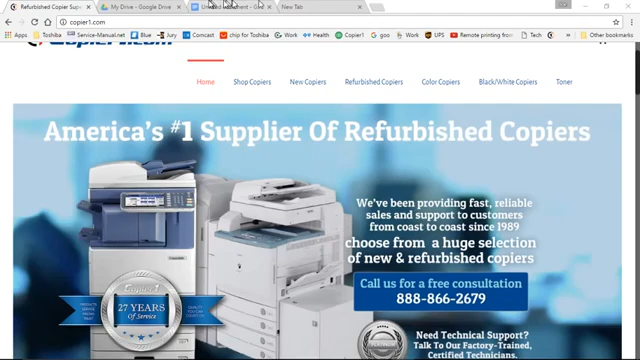 Refurbished Copier Sup
My Drive - Google Drive
New Tab
copier1.com
Apps
Toshiba
Service-Manual.net
Blue
Jury
Comcast
chip for Toshiba
Google
goo
Work
UPS
Remote printing from
IT
Other bookmarks
Home
Shop Copiers
New Copiers
Refurbished Copiers
Color Copiers
Black/White Copiers
Toner
America's #1 Supplier Of Refurbished Copiers
We've been providing fast, reliable
sales and support to customers
from coast to coast since 1989
choose from a huge selection
of new & refurbished copiers
Call us for a free consultation
888-866-2679
Copier1
27 YEARS
Of Service
Need Technical Support?
Talk To Our Factory-Trained,
Certified Technicians.